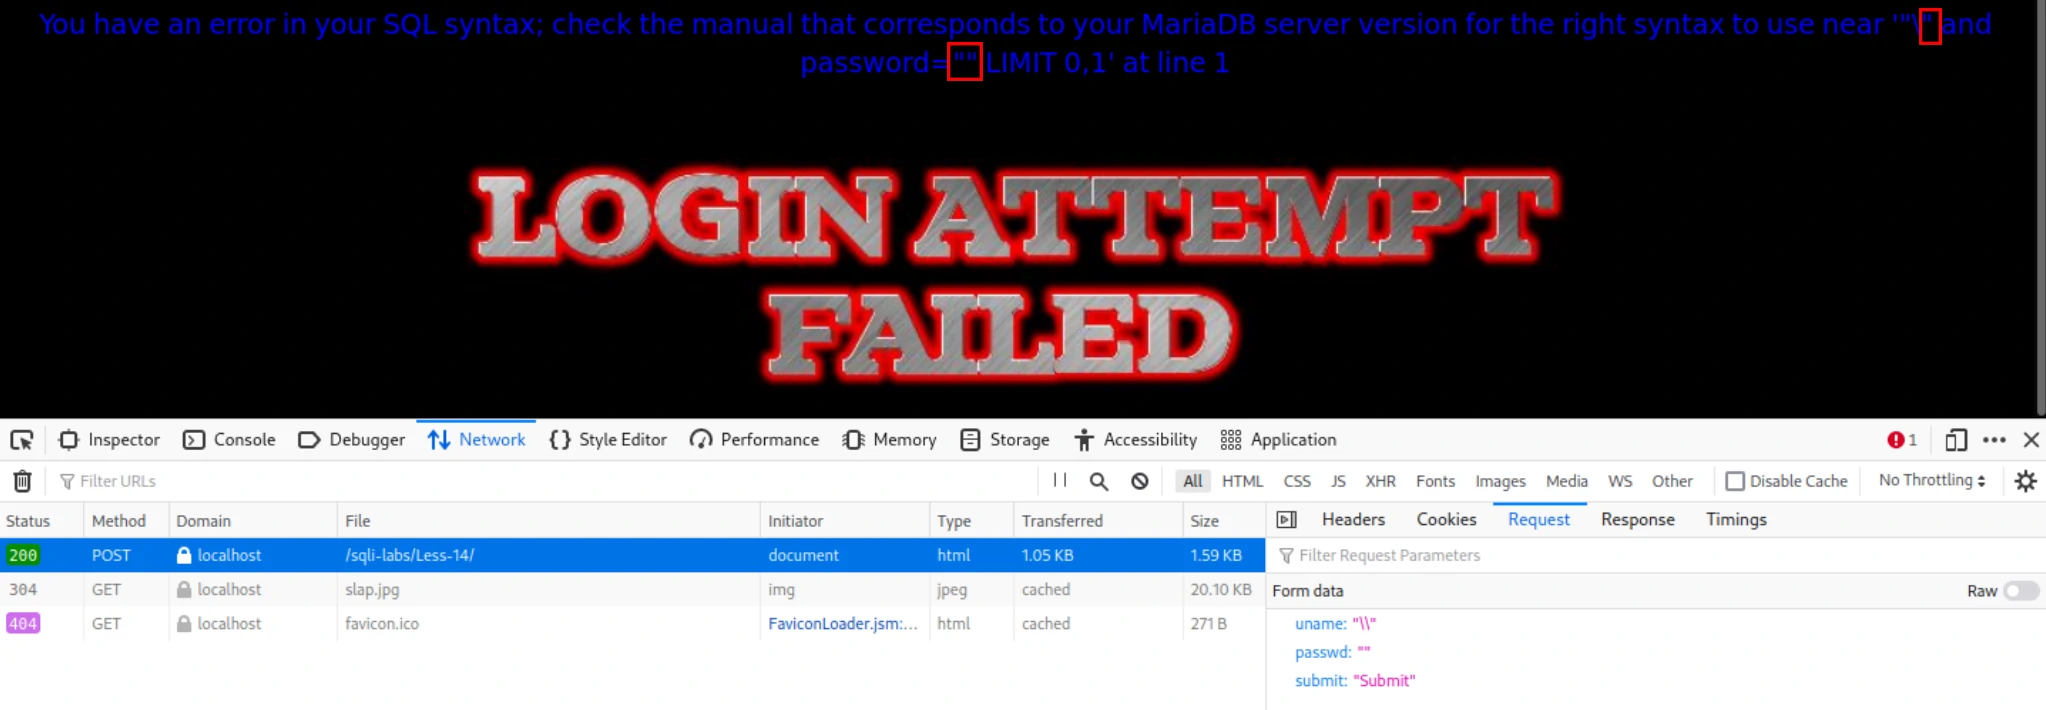 You have an error in your SQL syntax; check the manual that corresponds to your MariaDB server version for the right syntax to use near '"\" and
password="" LIMIT 0,1' at line 1
LOGIN ATTEMPT
FAILED
Inspector Console Debugger Network Style Editor Performance Memory Storage Accessibility Application 1
Filter URLs All HTML CSS JS XHR Fonts Images Media WS Other Disable Cache No Throttling
Status Method Domain File Initiator Type Transferred Size Headers Cookies Request Response Timings
200 POST localhost /sqli-labs/Less-14/ document html 1.05 KB 1.59 KB Filter Request Parameters
304 GET localhost slap.jpg img jpeg cached 20.10 KB Form data Raw
404 GET localhost favicon.ico FaviconLoader.jsm:... html cached 271 B uname: "\\"
passwd: ""
submit: "Submit"